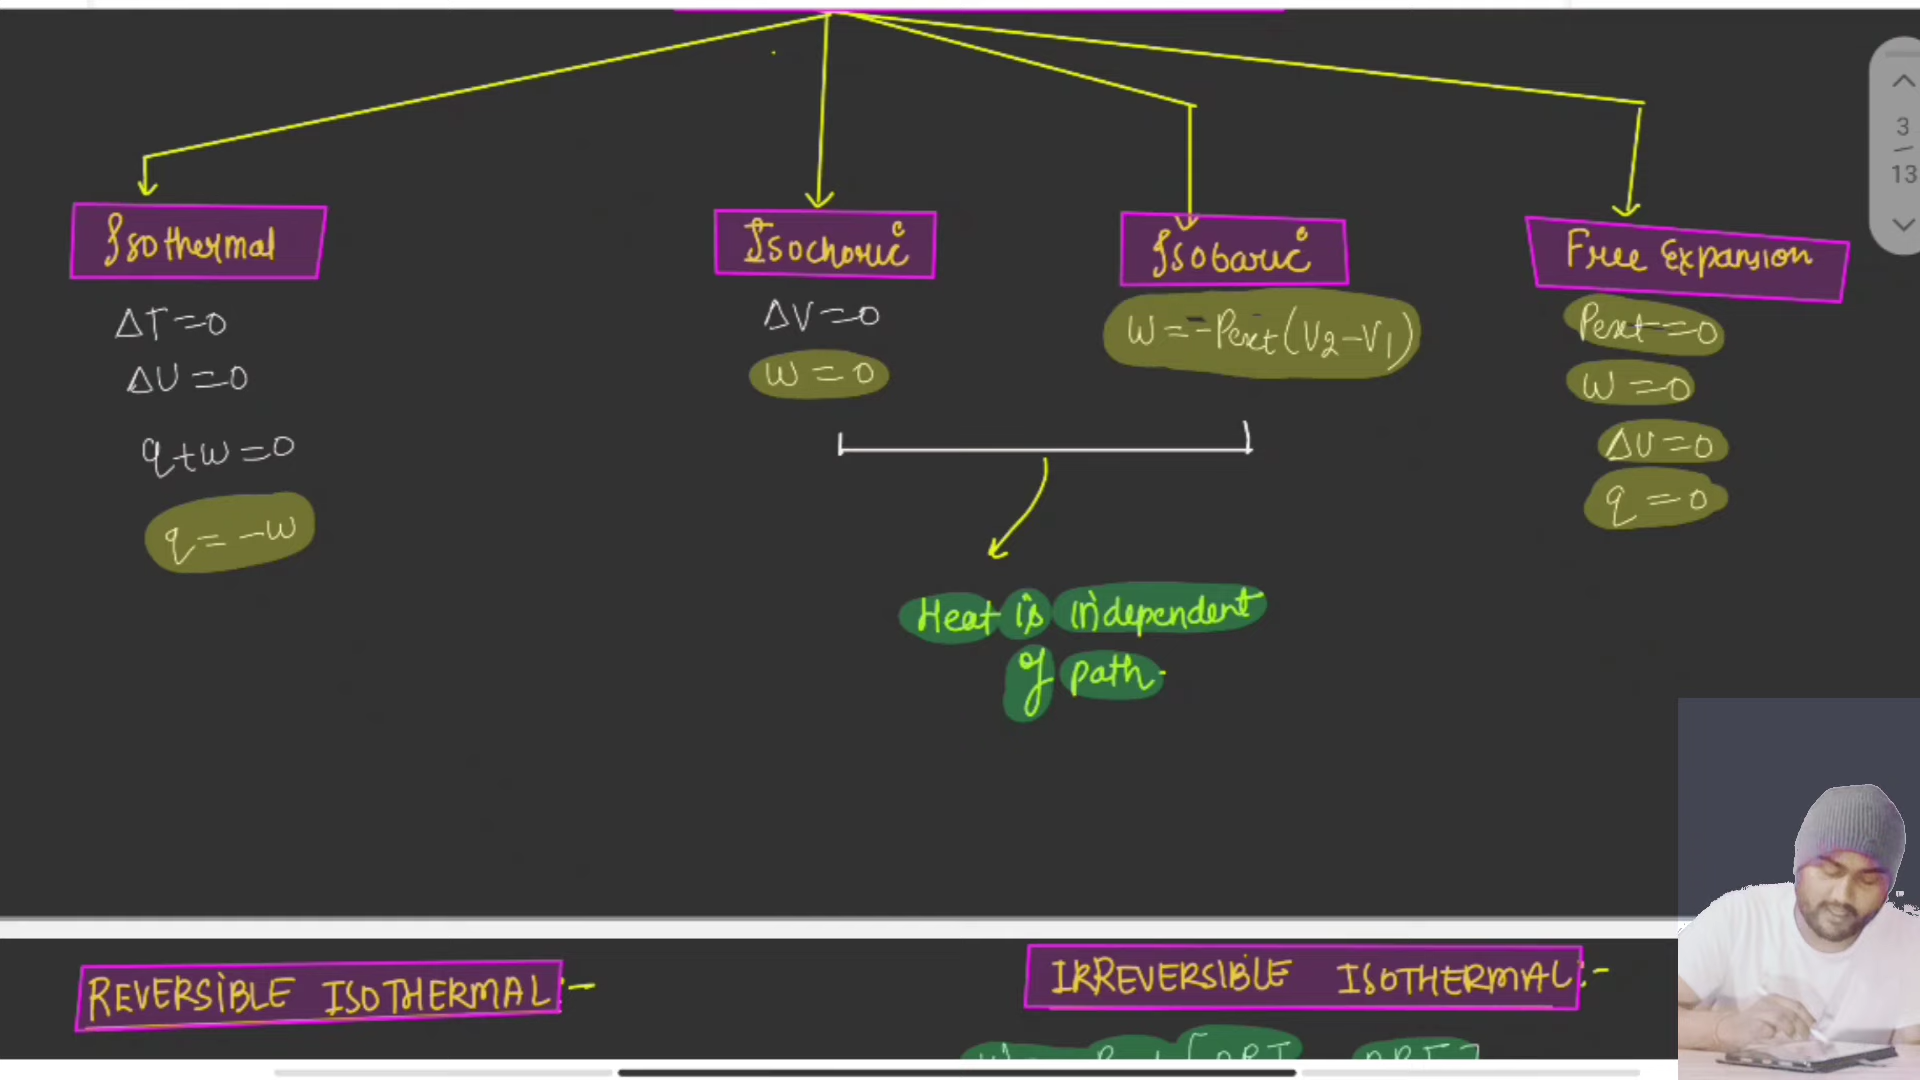 Isothermal
ΔT=0
ΔU=0
q+w=0
q=-w
Isochoric
ΔV=0
W=0
Isobaric
W=-Pext(V2-V1)
Heat is independent
of path.
Free Expansion
Pext=0
W=0
ΔU=0
q=0
3
13
REVERSiBLE ISOTHERMAL:-
IRREVERSiBLE ISOTHERMAL:-